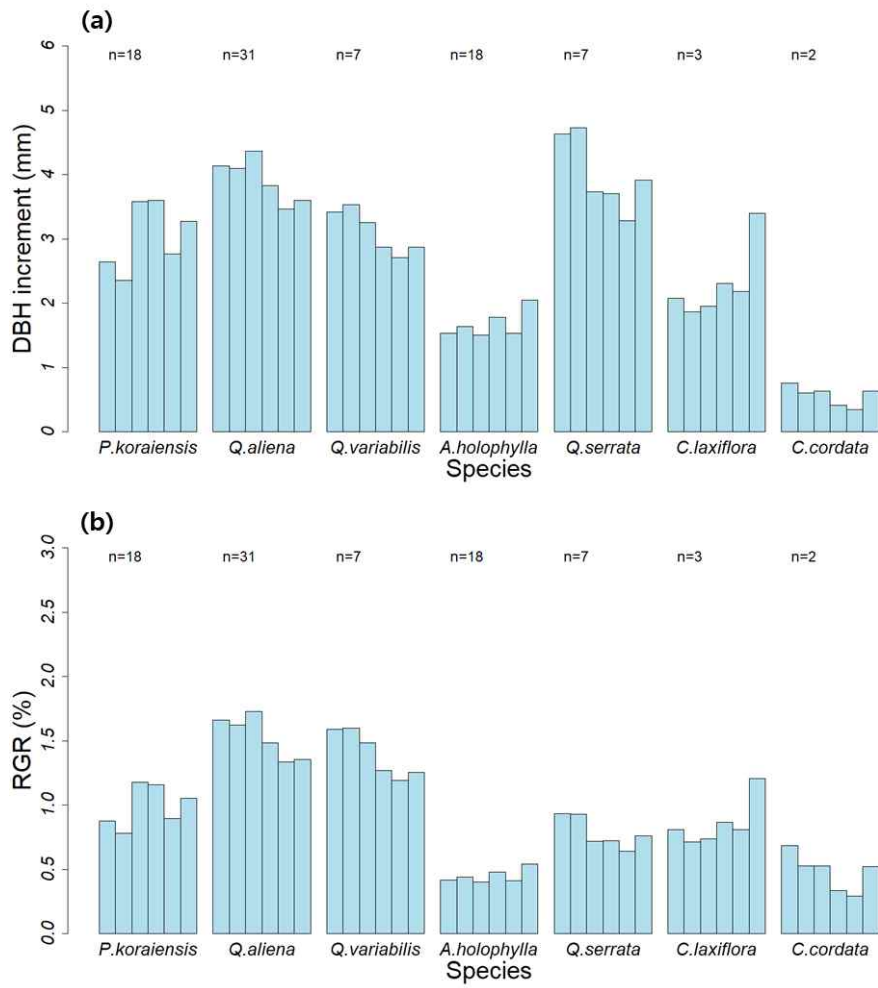 (a)
DBH increment (mm)
6
5
4
3
2
1
0
n=18 n=31 n=7 n=18 n=7 n=3 n=2
P.koraiensis Q.aliena Q.variabilis A.holophylla Q.serrata C.laxiflora C.cordata
Species
(b)
RGR (%)
3.0
2.5
2.0
1.5
1.0
0.5
0.0
n=18 n=31 n=7 n=18 n=7 n=3 n=2
P.koraiensis Q.aliena Q.variabilis A.holophylla Q.serrata C.laxiflora C.cordata
Species